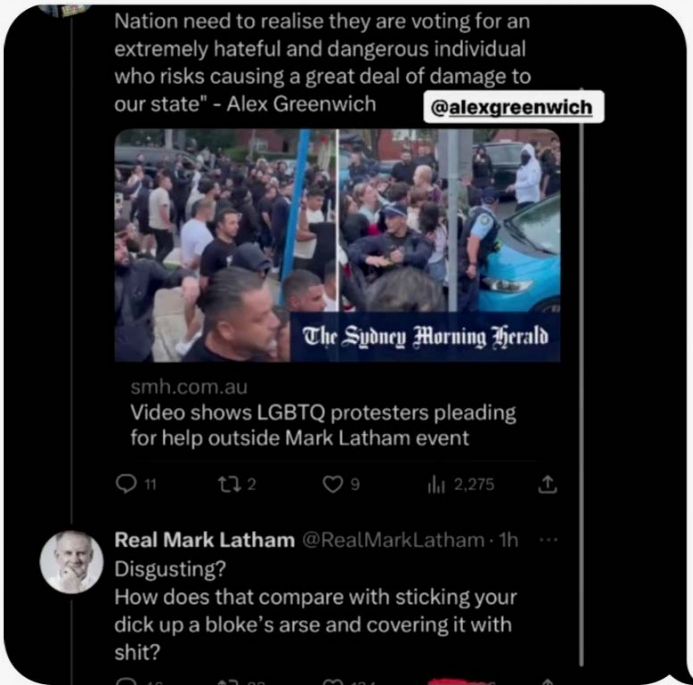 Nation need to realise they are voting for an
extremely hateful and dangerous individual
who risks causing a great deal of damage to
our state" - Alex Greenwich
@alexgreenwich
The Sydney Morning Herald
smh.com.au
Video shows LGBTQ protesters pleading
for help outside Mark Latham event
11 2 9 2,275
Real Mark Latham @RealMarkLatham · 1h ...
Disgusting?
How does that compare with sticking your
dick up a bloke's arse and covering it with
shit?